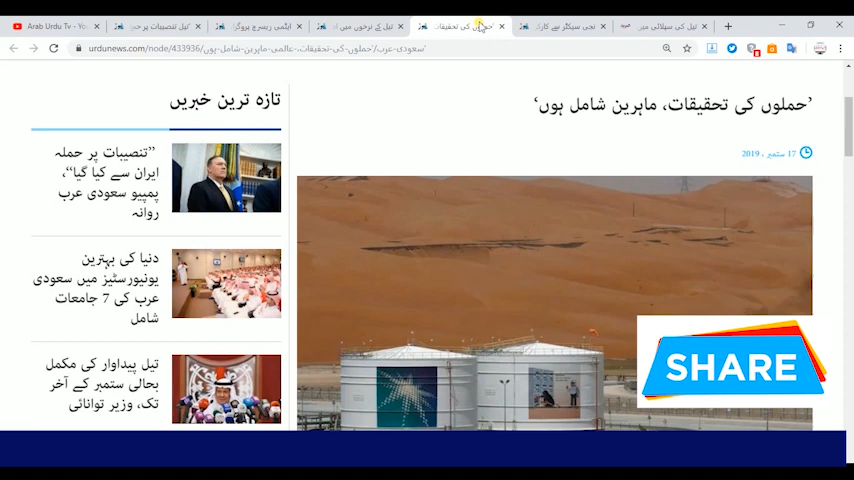 Arab Urdu Tv - Yo
urdunews.com/node/433936/سعودی-عرب/حملوں-کی-تحقیقات،-عالمی-ماہرین-شامل-ہوں'
تازہ ترین خبریں
”تنصیبات پر حملہ
ایران سے کیا گیا“،
پمپیو سعودی عرب
روانہ
دنیا کی بہترین
یونیورسٹیز میں سعودی
عرب کی 7 جامعات
شامل
تیل پیداوار کی مکمل
بحالی ستمبر کے آخر
تک، وزیر توانائی
’حملوں کی تحقیقات، ماہرین شامل ہوں‘
17 ستمبر ، 2019
SHARE